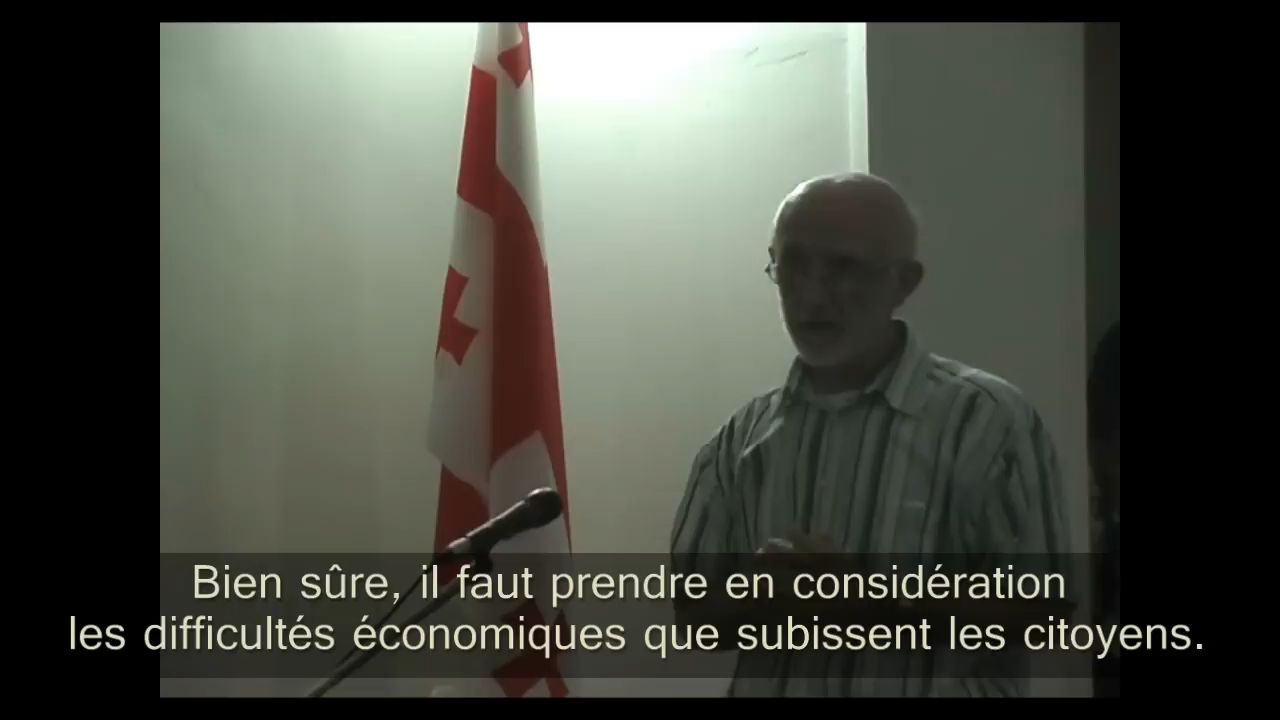 Bien sûre, il faut prendre en considération
les difficultés économiques que subissent les citoyens.